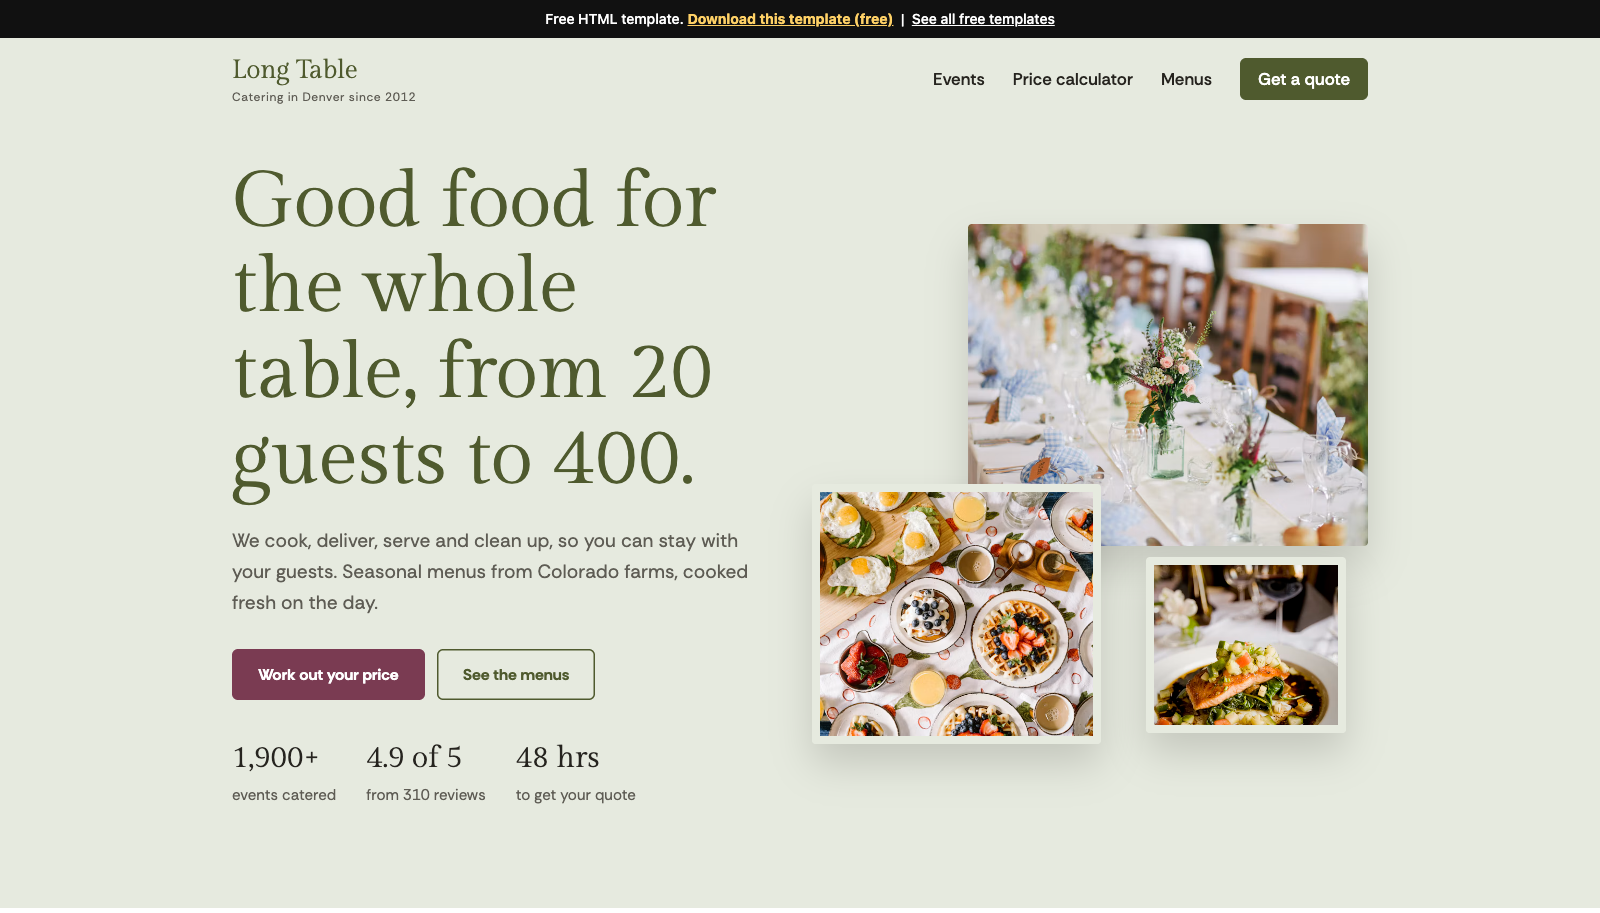 Free HTML template. Download this template (free) | See all free templates
Long Table
Catering in Denver since 2012
Events Price calculator Menus Get a quote
Good food for
the whole
table, from 20
guests to 400.
We cook, deliver, serve and clean up, so you can stay with
your guests. Seasonal menus from Colorado farms, cooked
fresh on the day.
Work out your price See the menus
1,900+ 4.9 of 5 48 hrs
events catered from 310 reviews to get your quote